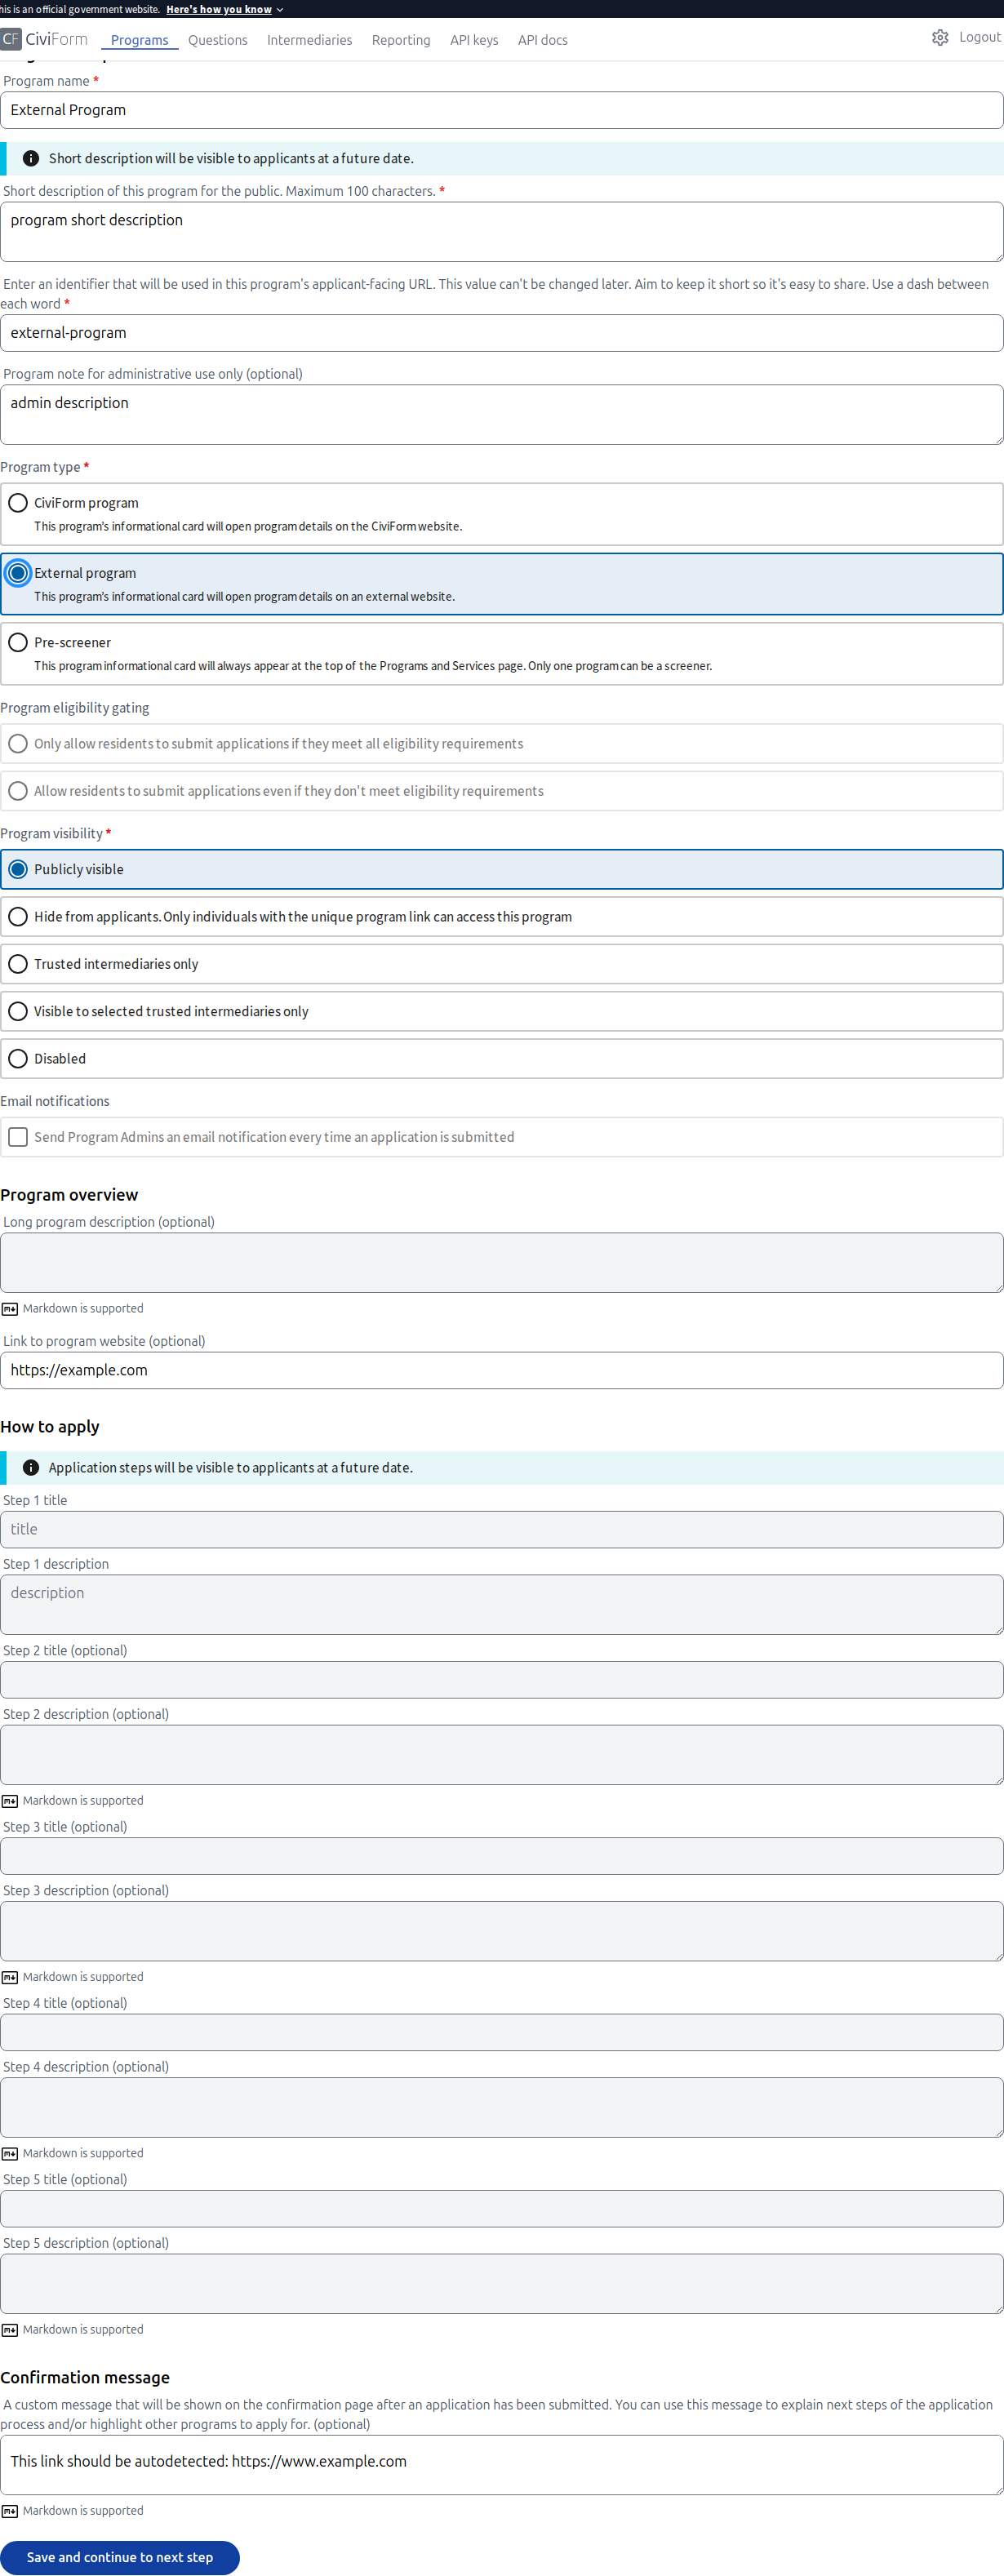 his is an official government website. Here's how you know
CF CiviForm Programs Questions Intermediaries Reporting API keys API docs Logout
Program name *
External Program
Short description will be visible to applicants at a future date.
Short description of this program for the public. Maximum 100 characters. *
program short description
Enter an identifier that will be used in this program's applicant-facing URL. This value can't be changed later. Aim to keep it short so it's easy to share. Use a dash between
each word *
external-program
Program note for administrative use only (optional)
admin description
Program type *
CiviForm program
This program's informational card will open program details on the CiviForm website.
External program
This program's informational card will open program details on an external website.
Pre-screener
This program informational card will always appear at the top of the Programs and Services page. Only one program can be a screener.
Program eligibility gating
Only allow residents to submit applications if they meet all eligibility requirements
Allow residents to submit applications even if they don't meet eligibility requirements
Program visibility *
Publicly visible
Hide from applicants. Only individuals with the unique program link can access this program
Trusted intermediaries only
Visible to selected trusted intermediaries only
Disabled
Email notifications
Send Program Admins an email notification every time an application is submitted
Program overview
Long program description (optional)
Markdown is supported
Link to program website (optional)
https://example.com
How to apply
Application steps will be visible to applicants at a future date.
Step 1 title
title
Step 1 description
description
Step 2 title (optional)
Step 2 description (optional)
Markdown is supported
Step 3 title (optional)
Step 3 description (optional)
Markdown is supported
Step 4 title (optional)
Step 4 description (optional)
Markdown is supported
Step 5 title (optional)
Step 5 description (optional)
Markdown is supported
Confirmation message
A custom message that will be shown on the confirmation page after an application has been submitted. You can use this message to explain next steps of the application
process and/or highlight other programs to apply for. (optional)
This link should be autodetected: https://www.example.com
Markdown is supported
Save and continue to next step